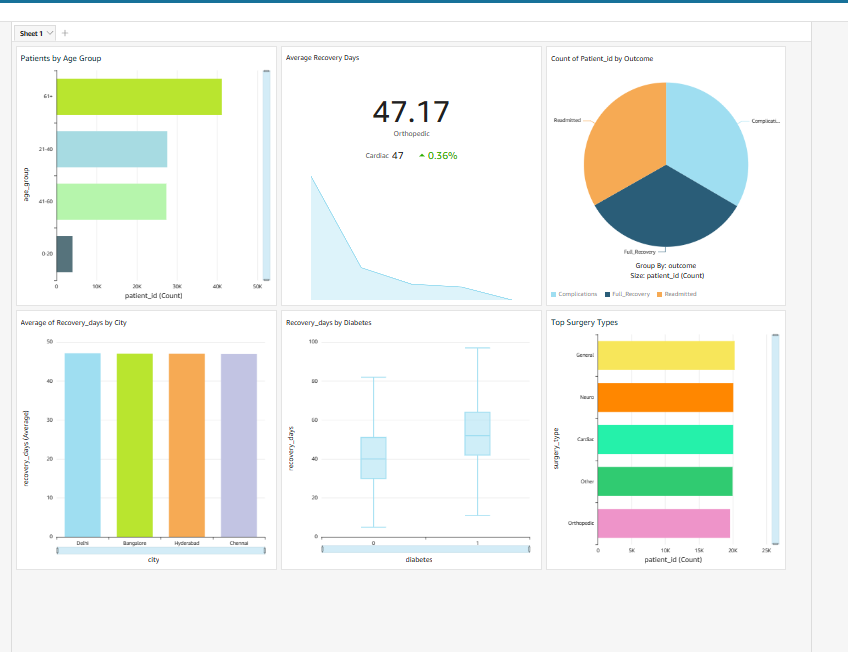 Sheet 1
Patients by Age Group
61+
21-40
41-60
0-20
age_group
0 10K 20K 30K 40K 50K
patient_id (Count)
Average Recovery Days
47.17
Orthopedic
Cardiac 47 0.36%
Count of Patient_id by Outcome
Readmitted
Complicati...
Full_Recovery
Group By: outcome
Size: patient_id (Count)
Complications Full_Recovery Readmitted
Average of Recovery_days by City
50
40
30
20
10
0
recovery_days (Average)
Delhi Bangalore Hyderabad Chennai
city
Recovery_days by Diabetes
100
80
60
40
20
0
recovery_days
0 1
diabetes
Top Surgery Types
General
Neuro
Cardiac
Other
Orthopedic
surgery_type
0 5K 10K 15K 20K 25K
patient_id (Count)